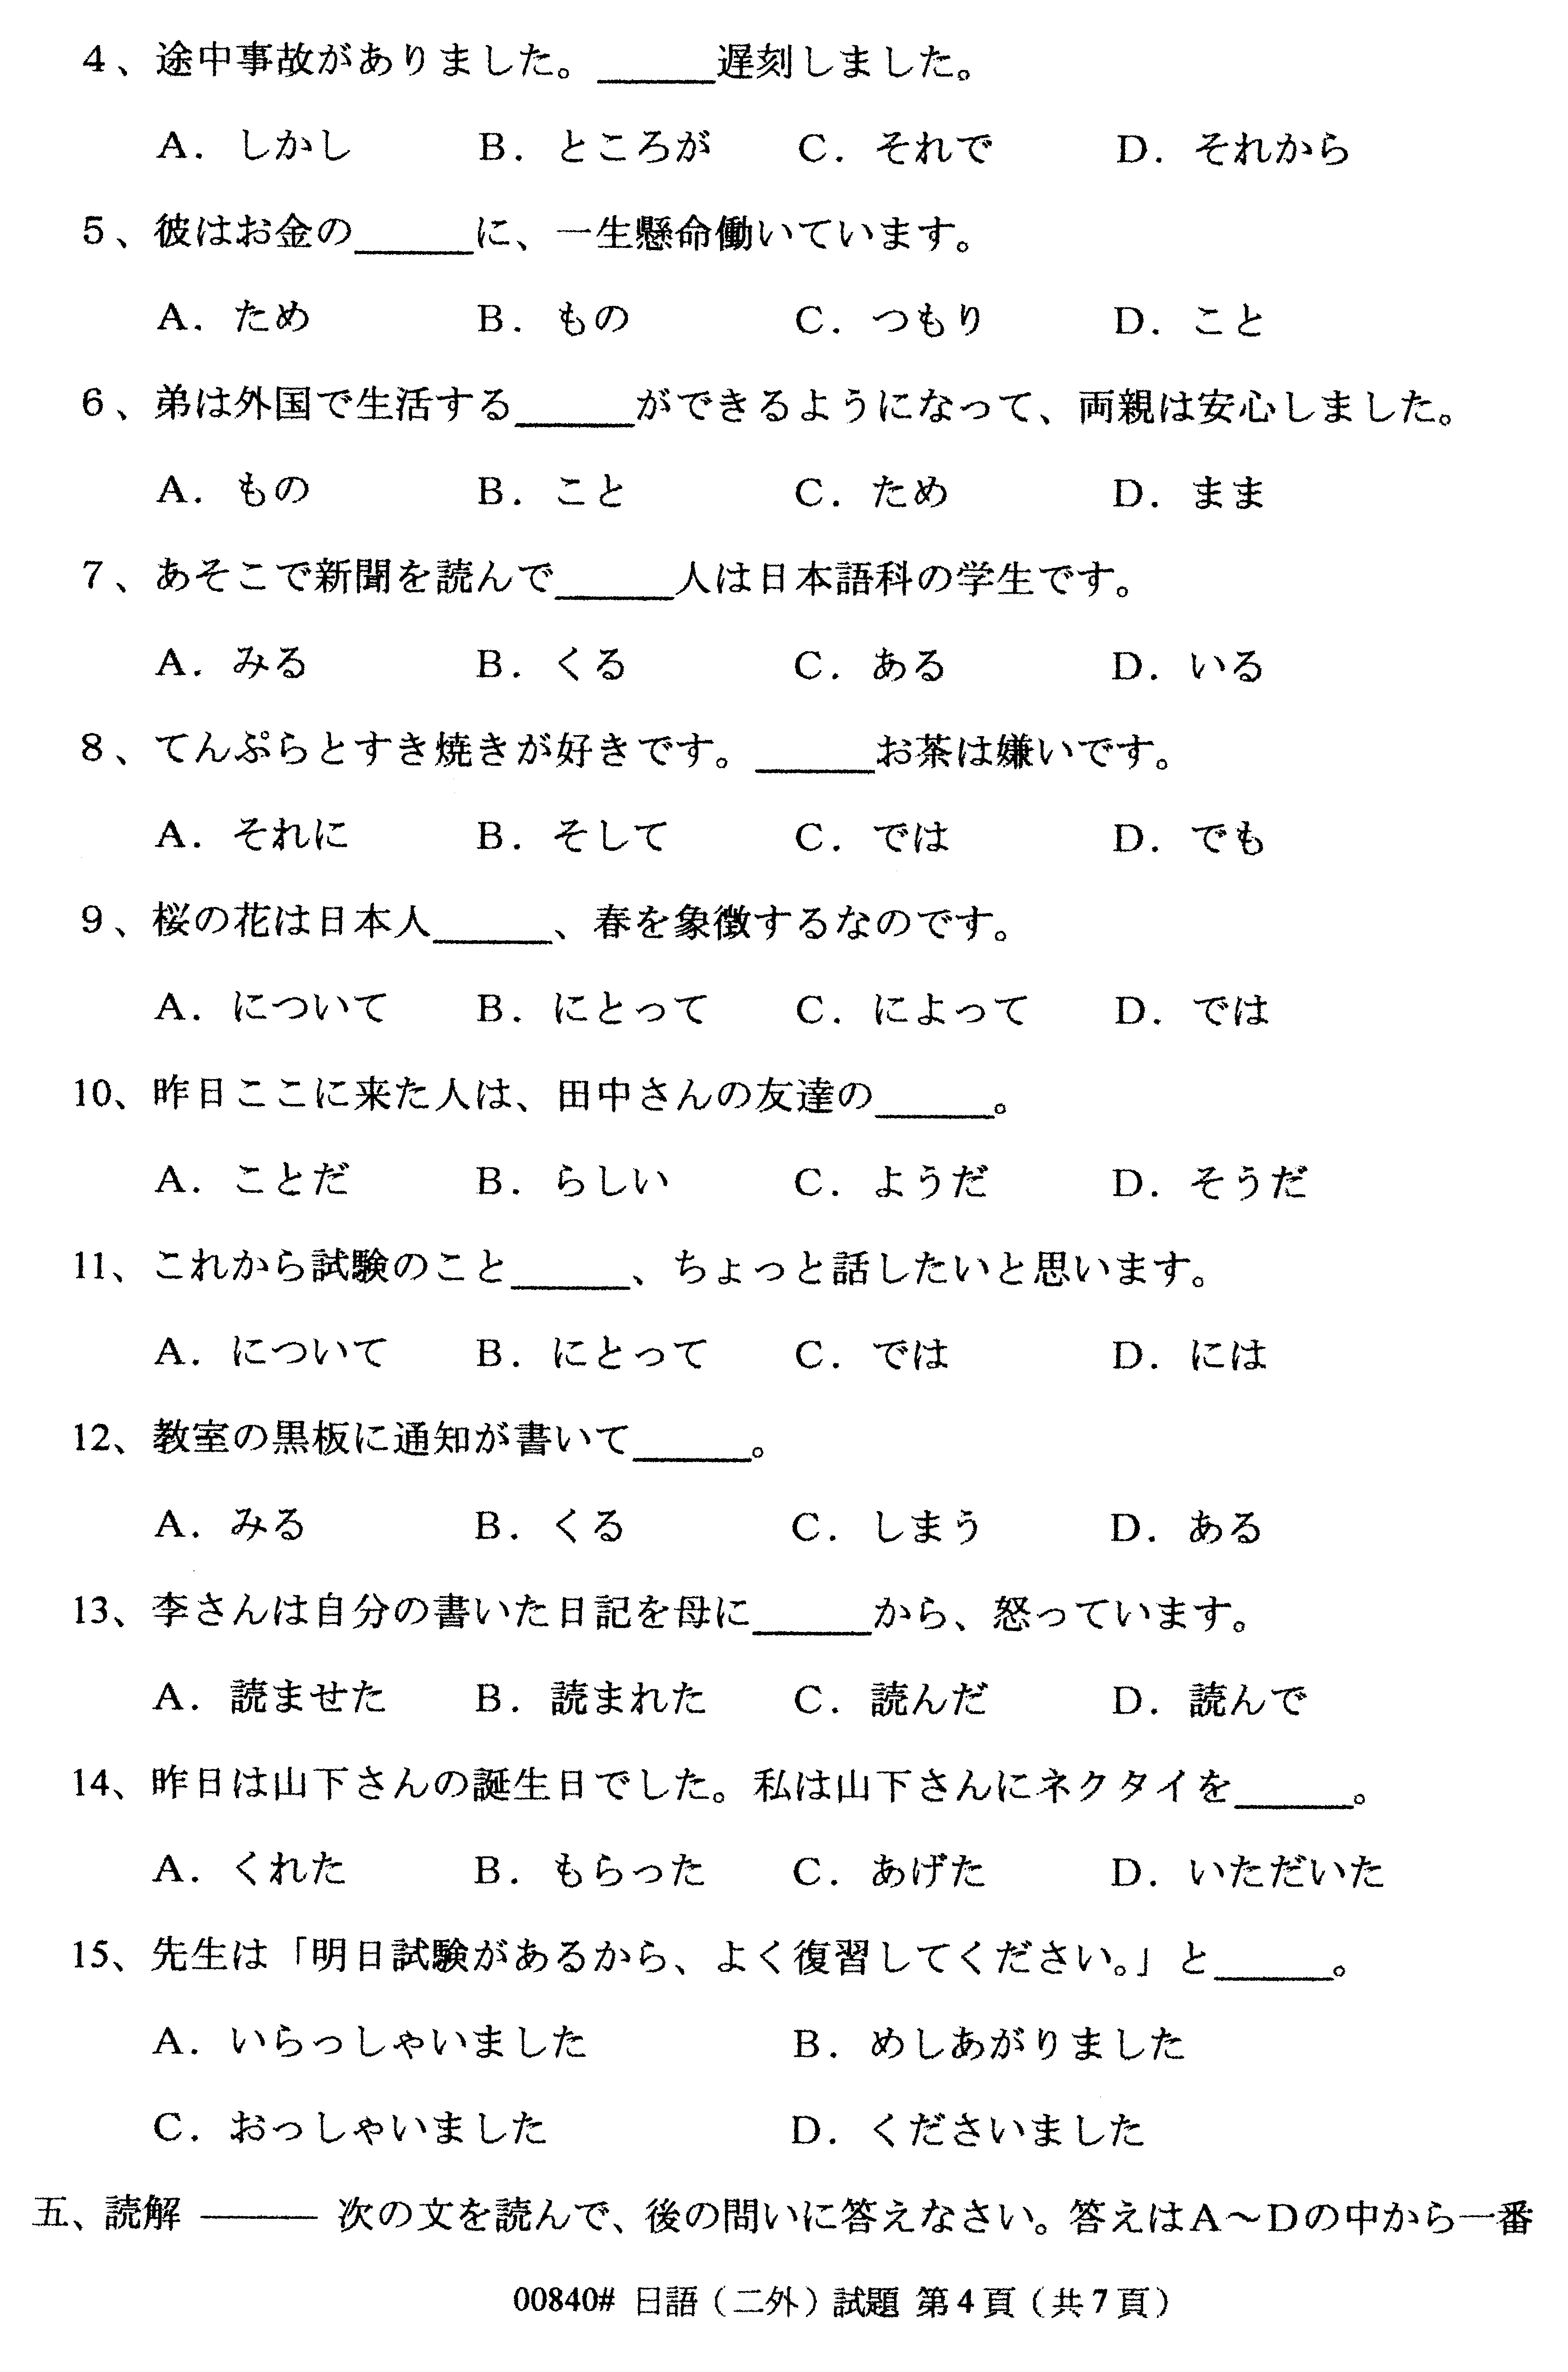 4、途中事故がありました。______遅刻しました。
A．しかし　B．ところが　C．それで　D．それから
5、彼はお金の______に、一生懸命働いています。
A．ため　B．もの　C．つもり　D．こと
6、弟は外国で生活する______ができるようになって、両親は安心しました。
A．もの　B．こと　C．ため　D．まま
7、あそこで新聞を読んで______人は日本語科の学生です。
A．みる　B．くる　C．ある　D．いる
8、てんぷらとすき焼きが好きです。______お茶は嫌いです。
A．それに　B．そして　C．では　D．でも
9、桜の花は日本人______、春を象徴するなのです。
A．について　B．にとって　C．によって　D．では
10、昨日ここに来た人は、田中さんの友達の______。
A．ことだ　B．らしい　C．ようだ　D．そうだ
11、これから試験のこと______、ちょっと話したいと思います。
A．について　B．にとって　C．では　D．には
12、教室の黒板に通知が書いて______。
A．みる　B．くる　C．しまう　D．ある
13、李さんは自分の書いた日記を母に______から、怒っています。
A．読ませた　B．読まれた　C．読んだ　D．読んで
14、昨日は山下さんの誕生日でした。私は山下さんにネクタイを______。
A．くれた　B．もらった　C．あげた　D．いただいた
15、先生は「明日試験があるから、よく復習してください。」と______。
A．いらっしゃいました　B．めしあがりました
C．おっしゃいました　D．くださいました
五、読解 ——— 次の文を読んで、後の問いに答えなさい。答えはA～Dの中から一番
00840# 日語（二外）試題 第4頁（共7頁）